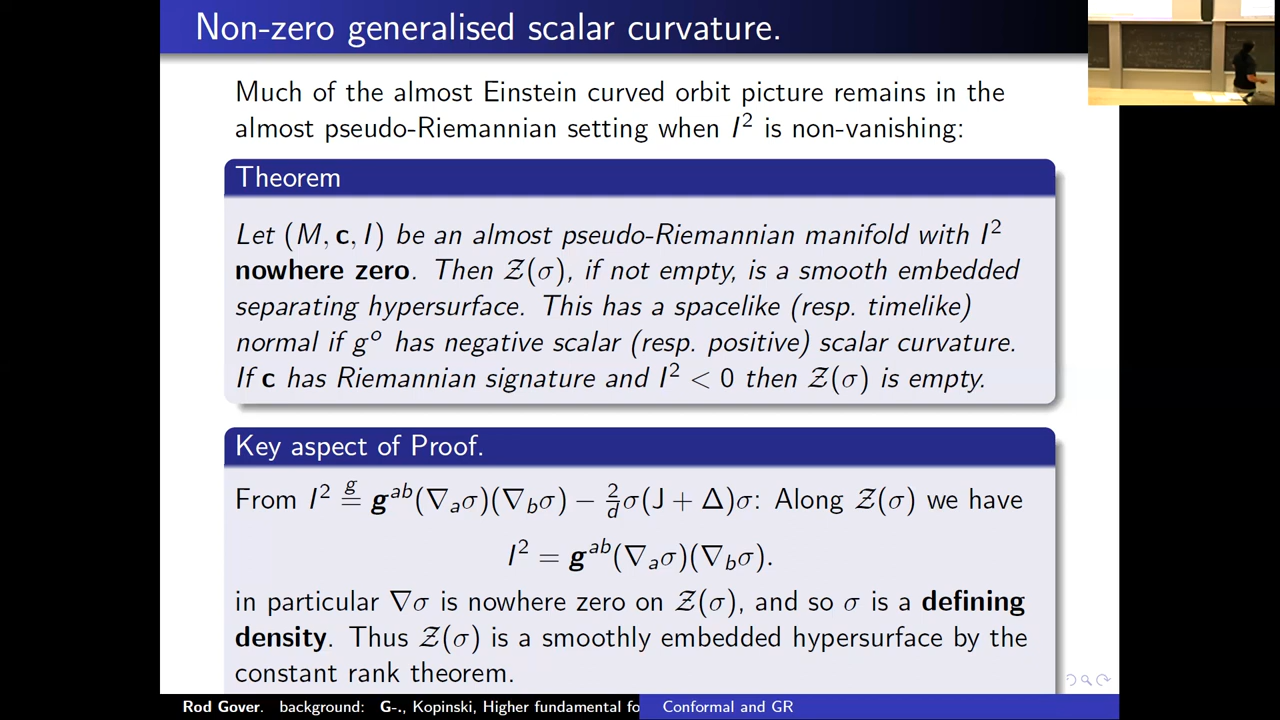 Non-zero generalised scalar curvature.
Much of the almost Einstein curved orbit picture remains in the
almost pseudo-Riemannian setting when I² is non-vanishing:
Theorem
Let (M, c, I) be an almost pseudo-Riemannian manifold with I²
nowhere zero. Then 𝒵(σ), if not empty, is a smooth embedded
separating hypersurface. This has a spacelike (resp. timelike)
normal if gᵒ has negative scalar (resp. positive) scalar curvature.
If c has Riemannian signature and I² < 0 then 𝒵(σ) is empty.
Key aspect of Proof.
From I² =ᵍ gᵃᵇ(∇ₐσ)(∇_bσ) − 2/d σ(J + Δ)σ: Along 𝒵(σ) we have
I² = gᵃᵇ(∇ₐσ)(∇_bσ).
in particular ∇σ is nowhere zero on 𝒵(σ), and so σ is a defining
density. Thus 𝒵(σ) is a smoothly embedded hypersurface by the
constant rank theorem.
Rod Gover. background: G-., Kopinski, Higher fundamental fo Conformal and GR